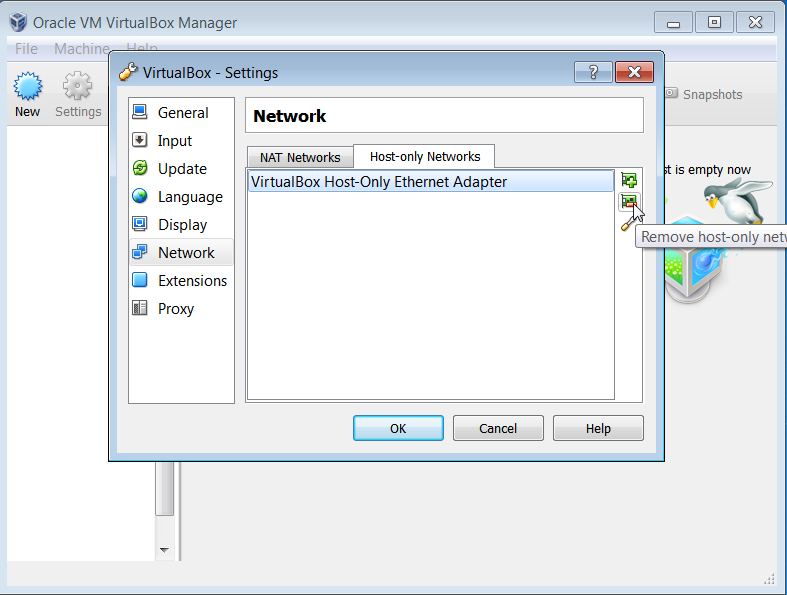 Oracle VM VirtualBox Manager
File Machine Help
New
Settings
Snapshots
st is empty now
VirtualBox - Settings
?
General
Input
Update
Language
Display
Network
Extensions
Proxy
Network
NAT Networks
Host-only Networks
VirtualBox Host-Only Ethernet Adapter
Remove host-only netw
OK
Cancel
Help